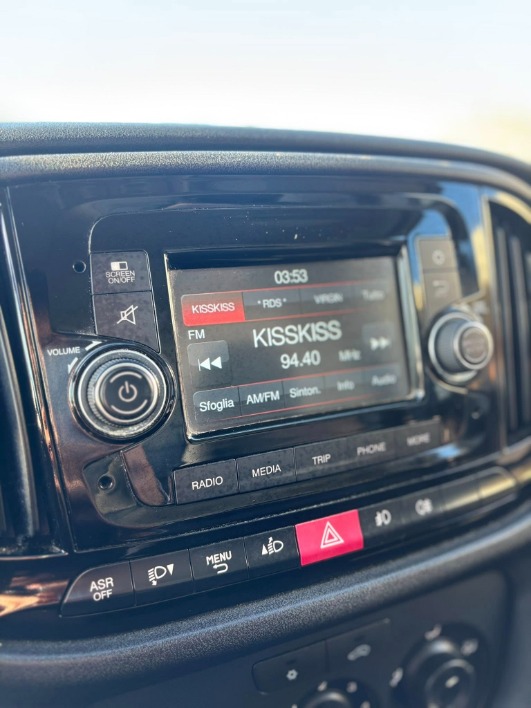 SCREEN
ON/OFF
VOLUME
03:53
KISSKISS
"RDS"
VIRGIN
Tutte
FM
KISSKISS
94.40 MHz
Sfoglia
AM/FM
Sinton.
Info
Audio
RADIO
MEDIA
TRIP
PHONE
MORE
ASR
OFF
MENU